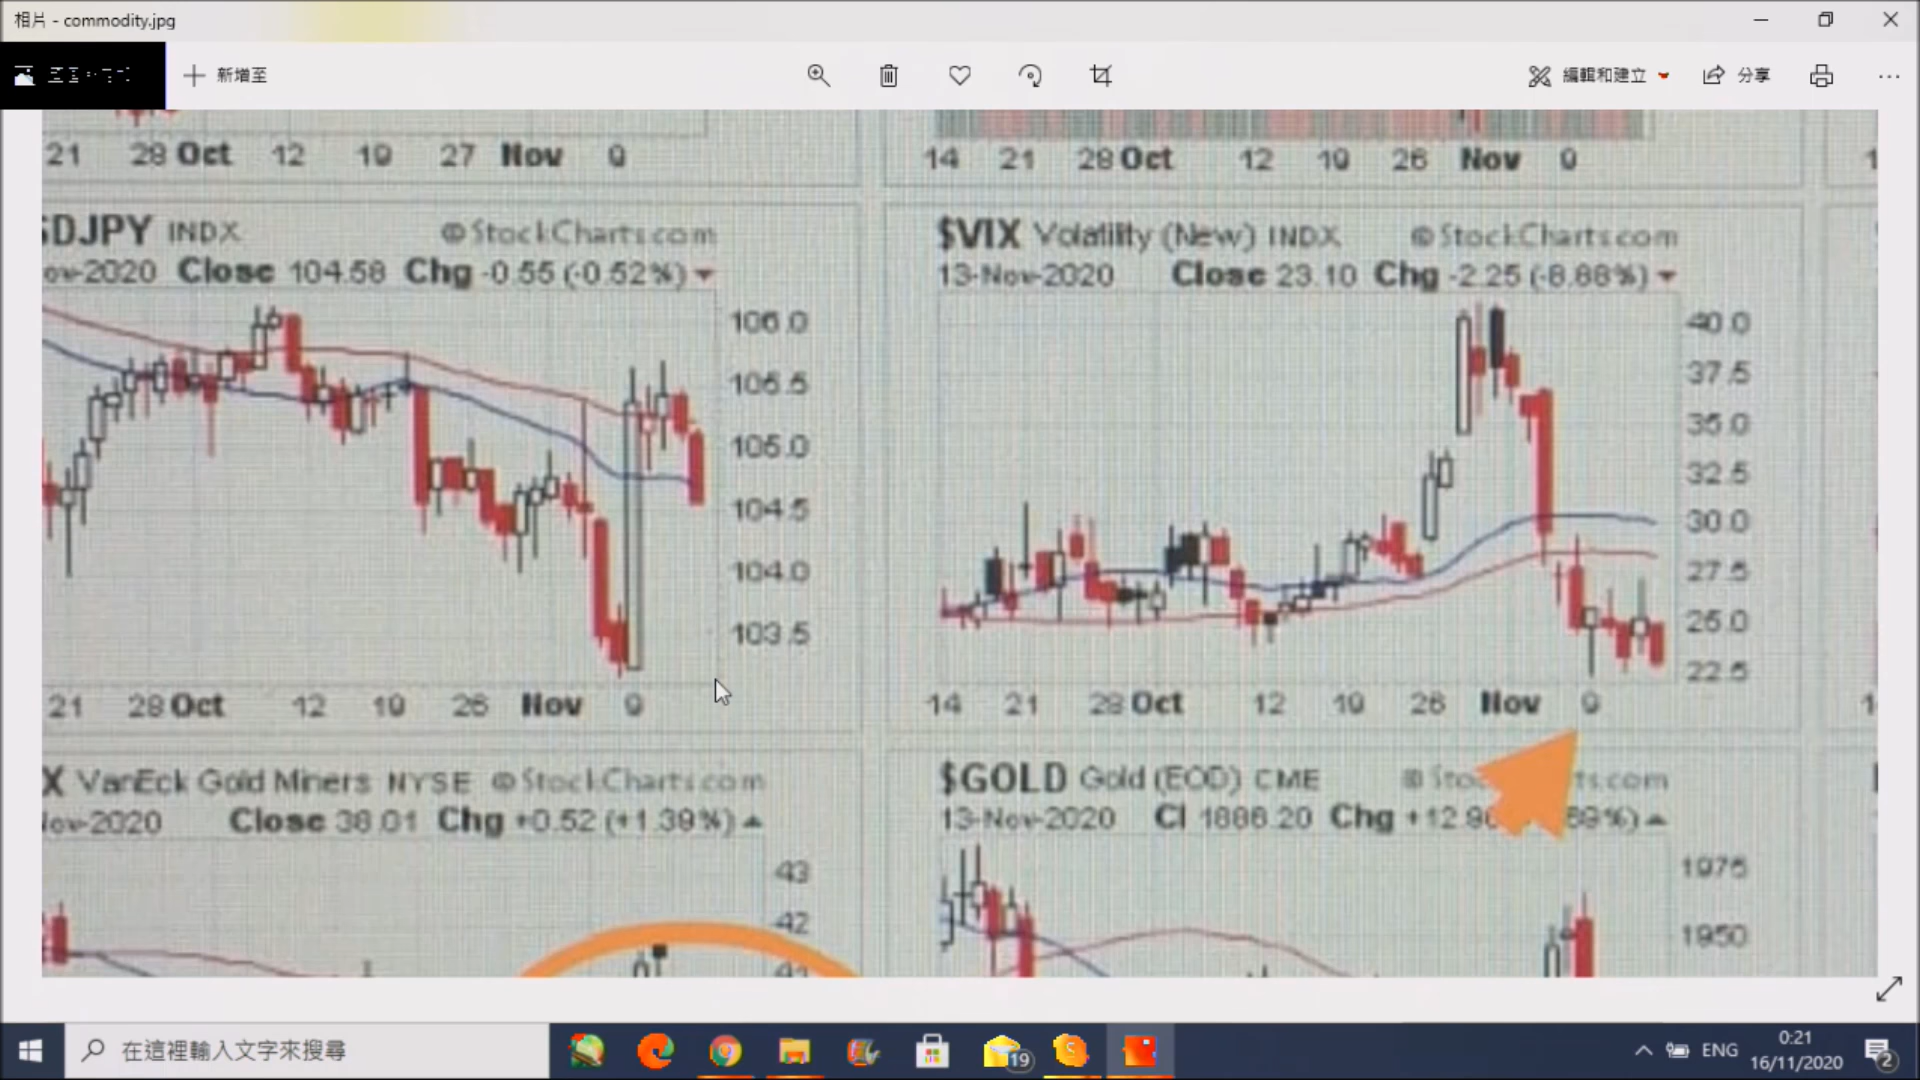 相片 - commodity.jpg
新增至
編輯和建立
分享
21 28 Oct 12 19 27 Nov 9
14 21 28 Oct 12 19 26 Nov 9
DJPY INDX © StockCharts.com
ov-2020 Close 104.58 Chg -0.55 (-0.52%)
106.0
105.5
105.0
104.5
104.0
103.5
21 28 Oct 12 19 26 Nov 9
$VIX Volatility (New) INDX © StockCharts.com
13-Nov-2020 Close 23.10 Chg -2.25 (-8.88%)
40.0
37.5
35.0
32.5
30.0
27.5
25.0
22.5
14 21 28 Oct 12 19 26 Nov 9
X VanEck Gold Miners NYSE © StockCharts.com
ov-2020 Close 38.01 Chg +0.52 (+1.39%)
43
42
$GOLD Gold (EOD) CME
13-Nov-2020 Cl 1886.20 Chg
1975
1950
在這裡輸入文字來搜尋
19
ENG
0:21
16/11/2020
2